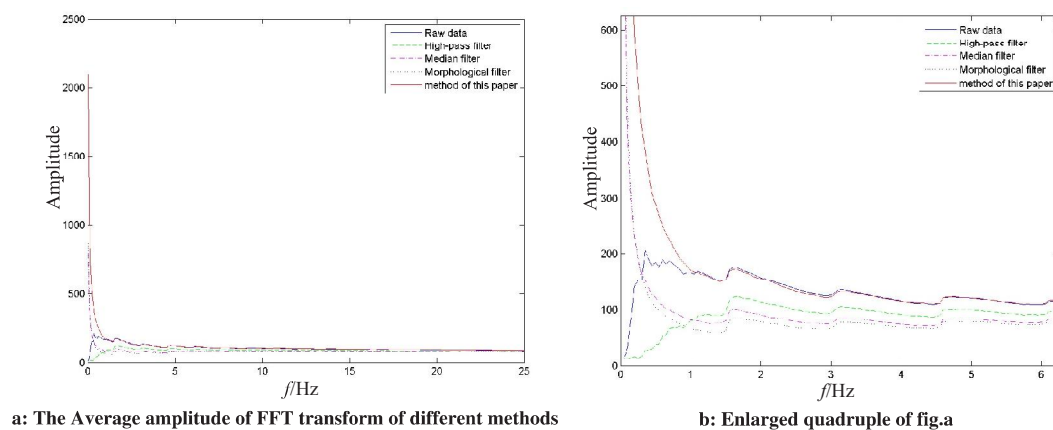 2500
2000
1500
1000
500
0
Amplitude
0 5 10 15 20 25
f/Hz
Raw data
High-pass filter
Median filter
Morphological filter
method of this paper
a: The Average amplitude of FFT transform of different methods
600
500
400
300
200
100
0
Amplitude
0 1 2 3 4 5 6
f/Hz
Raw data
High-pass filter
Median filter
Morphological filter
method of this paper
b: Enlarged quadruple of fig.a